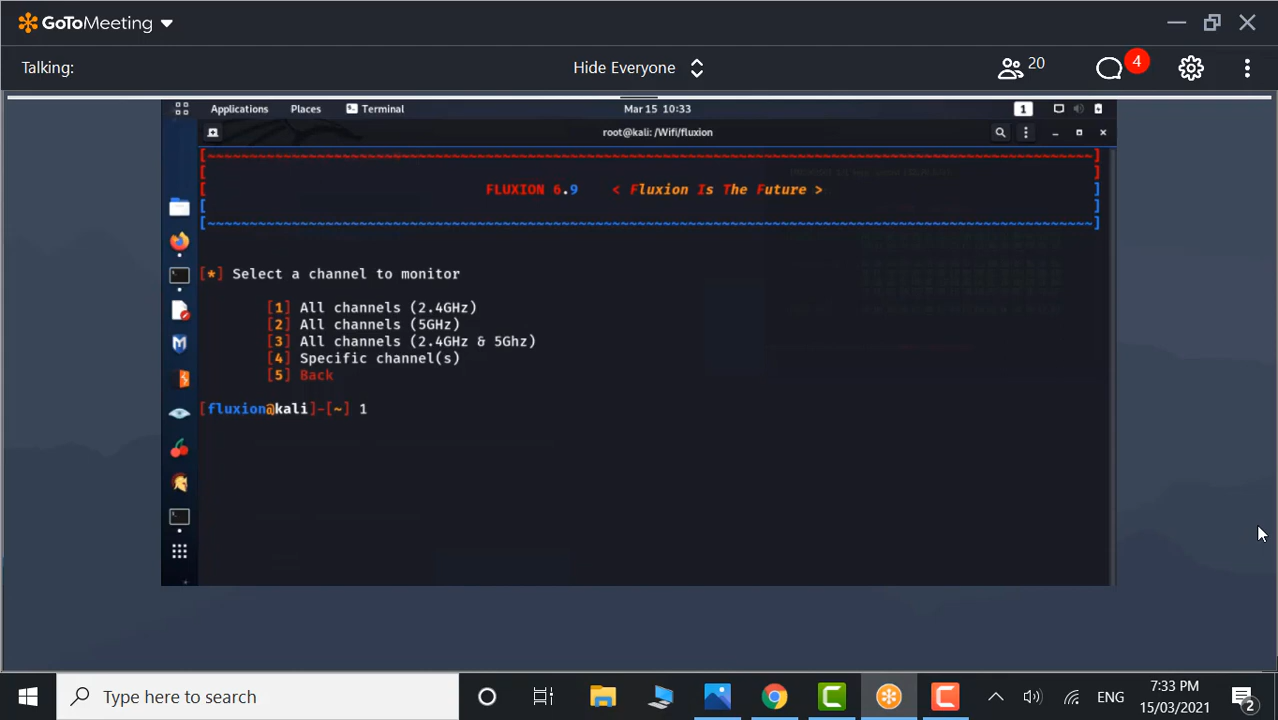 GoToMeeting
Talking:
Hide Everyone
20
4
Applications Places Terminal Mar 15 10:33 1
root@kali: /Wifi/fluxion
[~~~~~~~~~~~~~~~~~~~~~~~~~~~~~~~~~~~~~~~~~~~~~~~~~~~~~~~~~~~~~~~~~~~~~~~~~~~~~~~~~~~~~~~~~~~~~~~~~~~~~~~~~]
[ ]
[ FLUXION 6.9 < Fluxion Is The Future > ]
[ ]
[~~~~~~~~~~~~~~~~~~~~~~~~~~~~~~~~~~~~~~~~~~~~~~~~~~~~~~~~~~~~~~~~~~~~~~~~~~~~~~~~~~~~~~~~~~~~~~~~~~~~~~~~~]
[*] Select a channel to monitor
[1] All channels (2.4GHz)
[2] All channels (5GHz)
[3] All channels (2.4GHz & 5Ghz)
[4] Specific channel(s)
[5] Back
[fluxion@kali]-[~] 1
Type here to search
ENG
7:33 PM
15/03/2021
2